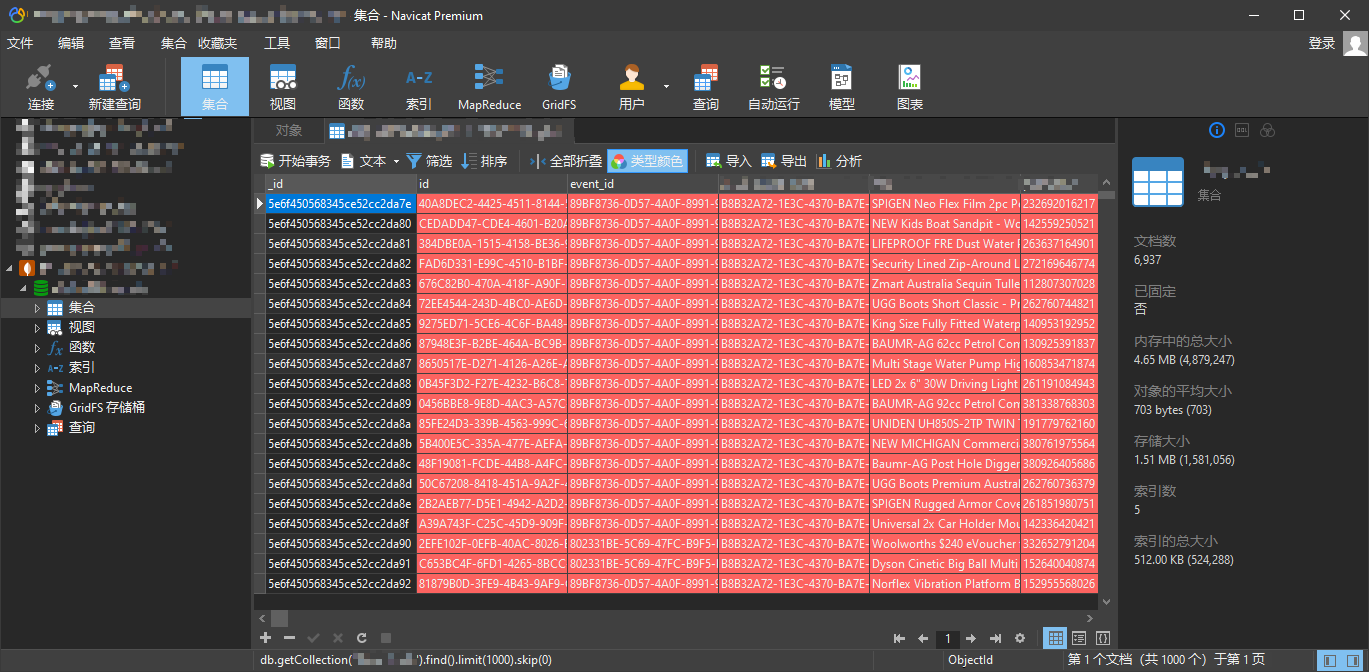 集合 - Navicat Premium
文件 编辑 查看 集合 收藏夹 工具 窗口 帮助 登录
连接 新建查询 集合 视图 函数 索引 MapReduce GridFS 用户 查询 自动运行 模型 图表
A-Z
对象
开始事务 文本 筛选 排序 全部折叠 类型颜色 导入 导出 分析
_id id event_id
5e6f450568345ce52cc2da7e 40A8DEC2-4425-4511-8144- 89BF8736-0D57-4A0F-8991-9 B8B32A72-1E3C-4370-BA7E- SPIGEN Neo Flex Film 2pc P 232692016217
5e6f450568345ce52cc2da80 CEDADD47-CDE4-4601-B20A 89BF8736-0D57-4A0F-8991-9 B8B32A72-1E3C-4370-BA7E- NEW Kids Boat Sandpit - Wo 142559250521
5e6f450568345ce52cc2da81 384DBE0A-1515-4158-BE36-9 89BF8736-0D57-4A0F-8991-9 B8B32A72-1E3C-4370-BA7E- LIFEPROOF FRE Dust Water P 263637164901
5e6f450568345ce52cc2da82 FAD6D331-E99C-4510-B1BF- 89BF8736-0D57-4A0F-8991-9 B8B32A72-1E3C-4370-BA7E- Security Lined Zip-Around L 272169646774
5e6f450568345ce52cc2da83 676C82B0-470A-418F-A90F- 89BF8736-0D57-4A0F-8991-9 B8B32A72-1E3C-4370-BA7E- Zmart Australia Sequin Tulle 112807307028
5e6f450568345ce52cc2da84 72EE4544-243D-4BC0-AE6D- 89BF8736-0D57-4A0F-8991-9 B8B32A72-1E3C-4370-BA7E- UGG Boots Short Classic - Pr 262760744821
5e6f450568345ce52cc2da85 9275ED71-5CE6-4C6F-BA48- 89BF8736-0D57-4A0F-8991-9 B8B32A72-1E3C-4370-BA7E- King Size Fully Fitted Waterp 140953192952
5e6f450568345ce52cc2da86 87948E3F-B2BE-464A-BC9B- 89BF8736-0D57-4A0F-8991-9 B8B32A72-1E3C-4370-BA7E- BAUMR-AG 62cc Petrol Com 130925391837
5e6f450568345ce52cc2da87 8650517E-D271-4126-A26E-A 89BF8736-0D57-4A0F-8991-9 B8B32A72-1E3C-4370-BA7E- Multi Stage Water Pump Hig 160853471874
5e6f450568345ce52cc2da88 0B45F3D2-F27E-4232-B6C8- 89BF8736-0D57-4A0F-8991-9 B8B32A72-1E3C-4370-BA7E- LED 2x 6" 30W Driving Light 261191084943
5e6f450568345ce52cc2da89 0456BBE8-9E8D-4AC3-A57C 89BF8736-0D57-4A0F-8991-9 B8B32A72-1E3C-4370-BA7E- BAUMR-AG 92cc Petrol Com 381338768303
5e6f450568345ce52cc2da8a 85FE24D3-339B-4563-999C-6 89BF8736-0D57-4A0F-8991-9 B8B32A72-1E3C-4370-BA7E- UNIDEN UH850S-2TP TWIN 191779762160
5e6f450568345ce52cc2da8b 5B400E5C-335A-477E-AEFA- 89BF8736-0D57-4A0F-8991-9 B8B32A72-1E3C-4370-BA7E- NEW MICHIGAN Commerci 380761975564
5e6f450568345ce52cc2da8c 48F19081-FCDE-44B8-A4FC- 89BF8736-0D57-4A0F-8991-9 B8B32A72-1E3C-4370-BA7E- Baumr-AG Post Hole Digger 380926405686
5e6f450568345ce52cc2da8d 50C67208-8418-451A-9A2F-4 89BF8736-0D57-4A0F-8991-9 B8B32A72-1E3C-4370-BA7E- UGG Boots Premium Austral 262760736379
5e6f450568345ce52cc2da8e 2B2AEB77-D5E1-4942-A2D2- 89BF8736-0D57-4A0F-8991-9 B8B32A72-1E3C-4370-BA7E- SPIGEN Rugged Armor Cove 261851980751
5e6f450568345ce52cc2da8f A39A743F-C25C-45D9-909F- 89BF8736-0D57-4A0F-8991-9 B8B32A72-1E3C-4370-BA7E- Universal 2x Car Holder Mou 142336420421
5e6f450568345ce52cc2da90 2EFE102F-0EFB-40AC-8026- 802331BE-5C69-47FC-B9F5- B8B32A72-1E3C-4370-BA7E- Woolworths $240 eVoucher 332652791204
5e6f450568345ce52cc2da91 C653BC4F-6FD1-4265-8BCC 802331BE-5C69-47FC-B9F5- B8B32A72-1E3C-4370-BA7E- Dyson Cinetic Big Ball Multi 152640040874
5e6f450568345ce52cc2da92 81879B0D-3FE9-4B43-9AF9- 89BF8736-0D57-4A0F-8991-9 B8B32A72-1E3C-4370-BA7E- Norflex Vibration Platform B 152955568026
集合
视图
函数
索引
MapReduce
GridFS 存储桶
查询
集合
文档数
6,937
已固定
否
内存中的总大小
4.65 MB (4,879,247)
对象的平均大小
703 bytes (703)
存储大小
1.51 MB (1,581,056)
索引数
5
索引的总大小
512.00 KB (524,288)
1
db.getCollection(' ').find().limit(1000).skip(0) ObjectId 第 1 个文档（共 1000 个）于第 1 页